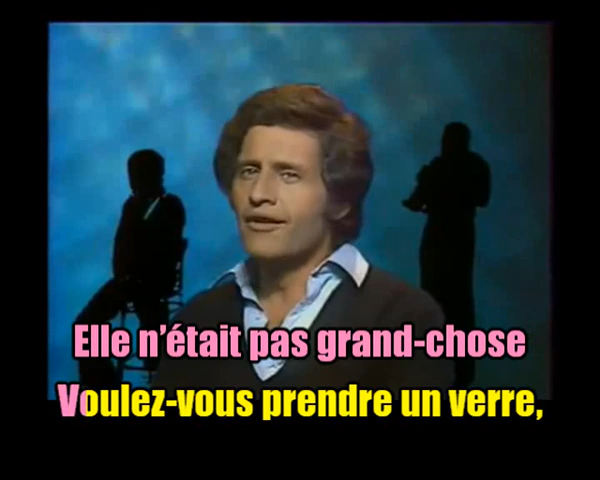 Elle n'était pas grand-chose
Voulez-vous prendre un verre,